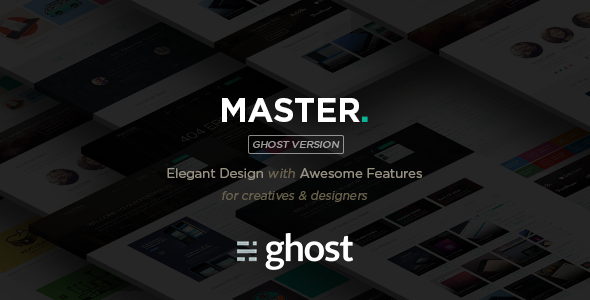 MASTER.
GHOST VERSION
Elegant Design with Awesome Features
for creatives & designers
ghost